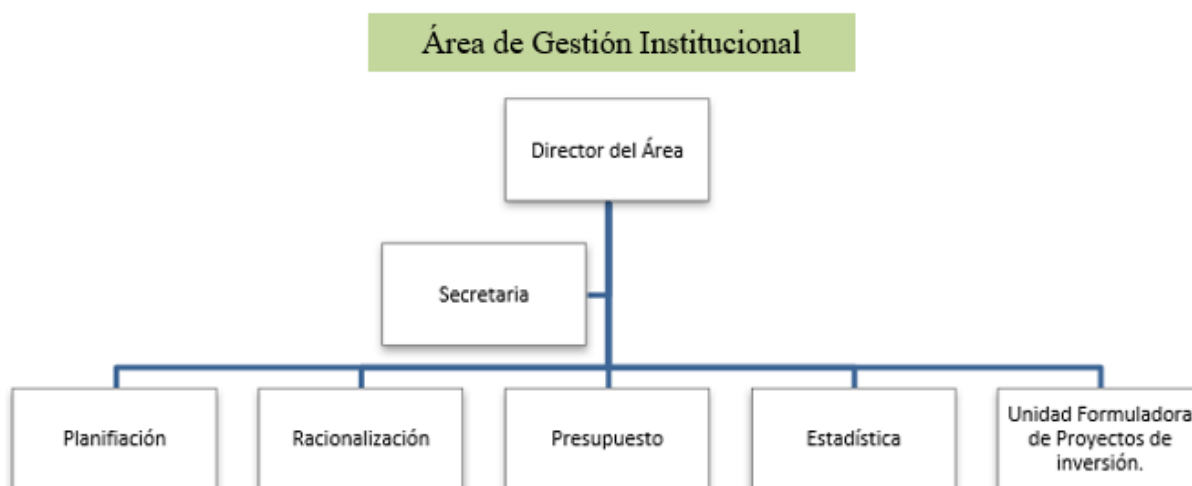 Área de Gestión Institucional
Director del Área
Secretaria
Planifiación
Racionalización
Presupuesto
Estadística
Unidad Formuladora
de Proyectos de
inversión.